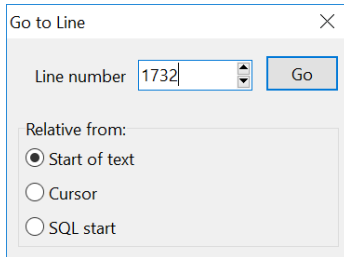 Go to Line
Line number 1732 Go
Relative from:
Start of text
Cursor
SQL start